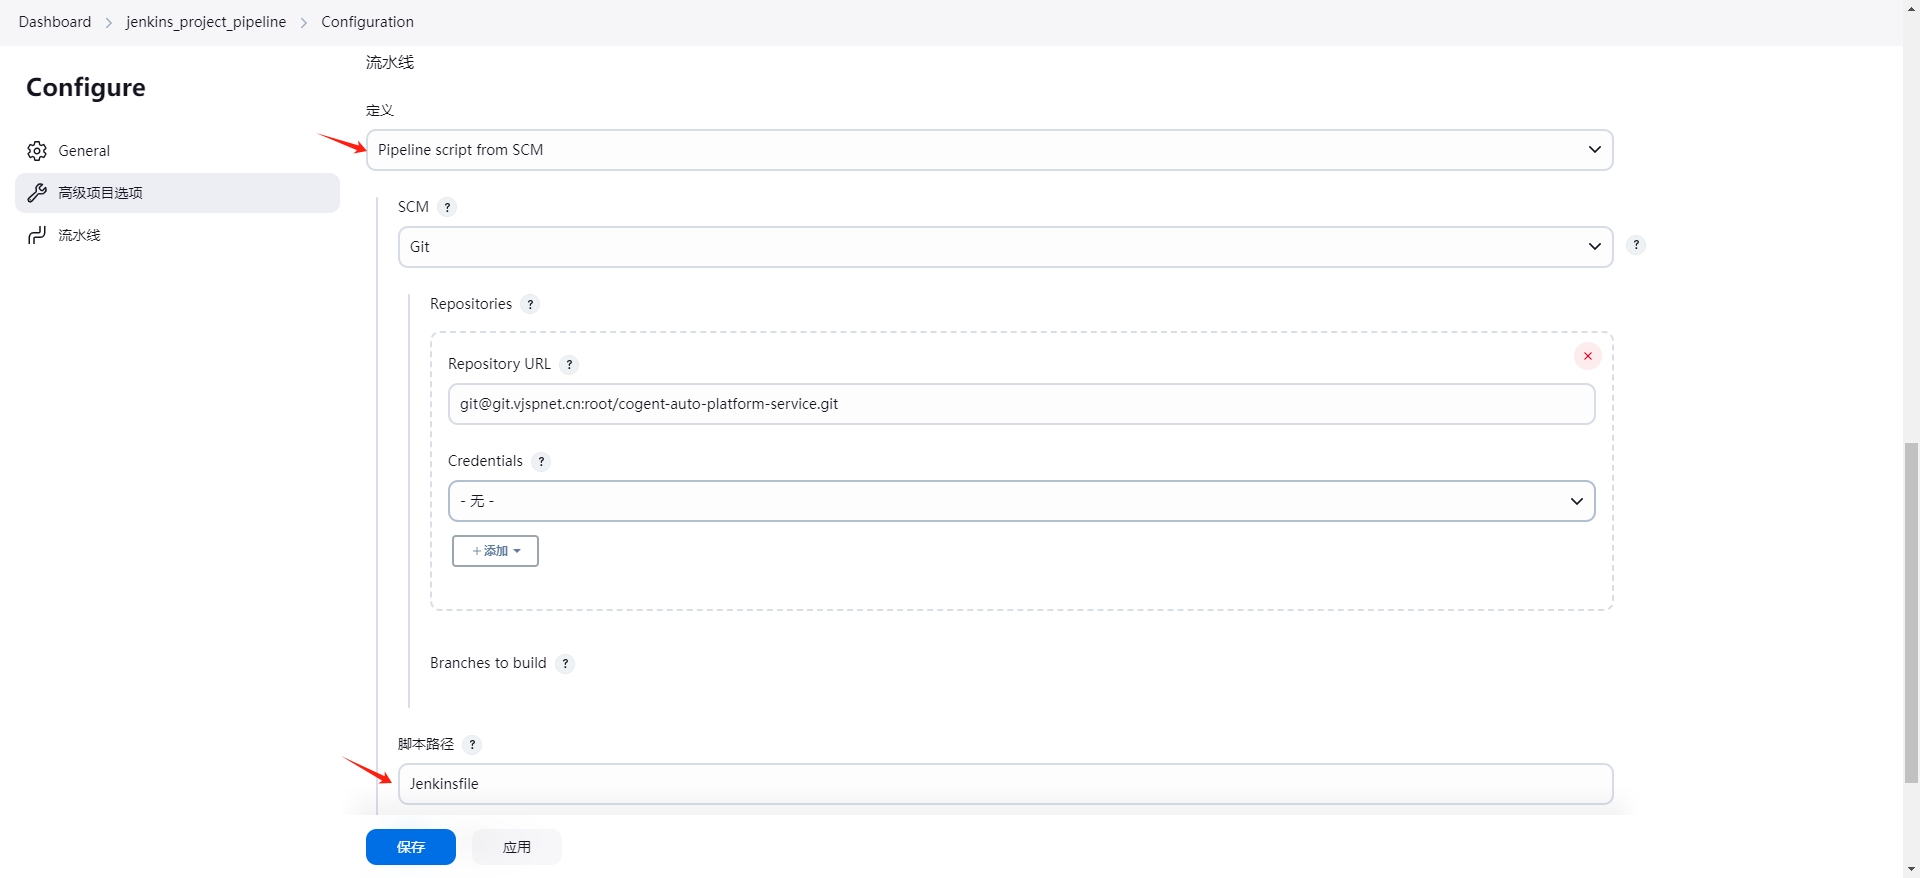 Dashboard > jenkins_project_pipeline > Configuration
Configure
General
高级项目选项
流水线
流水线
定义
Pipeline script from SCM
SCM ?
Git
?
Repositories ?
Repository URL ?
git@git.vjspnet.cn:root/cogent-auto-platform-service.git
Credentials ?
- 无 -
+添加
Branches to build ?
脚本路径 ?
Jenkinsfile
保存
应用